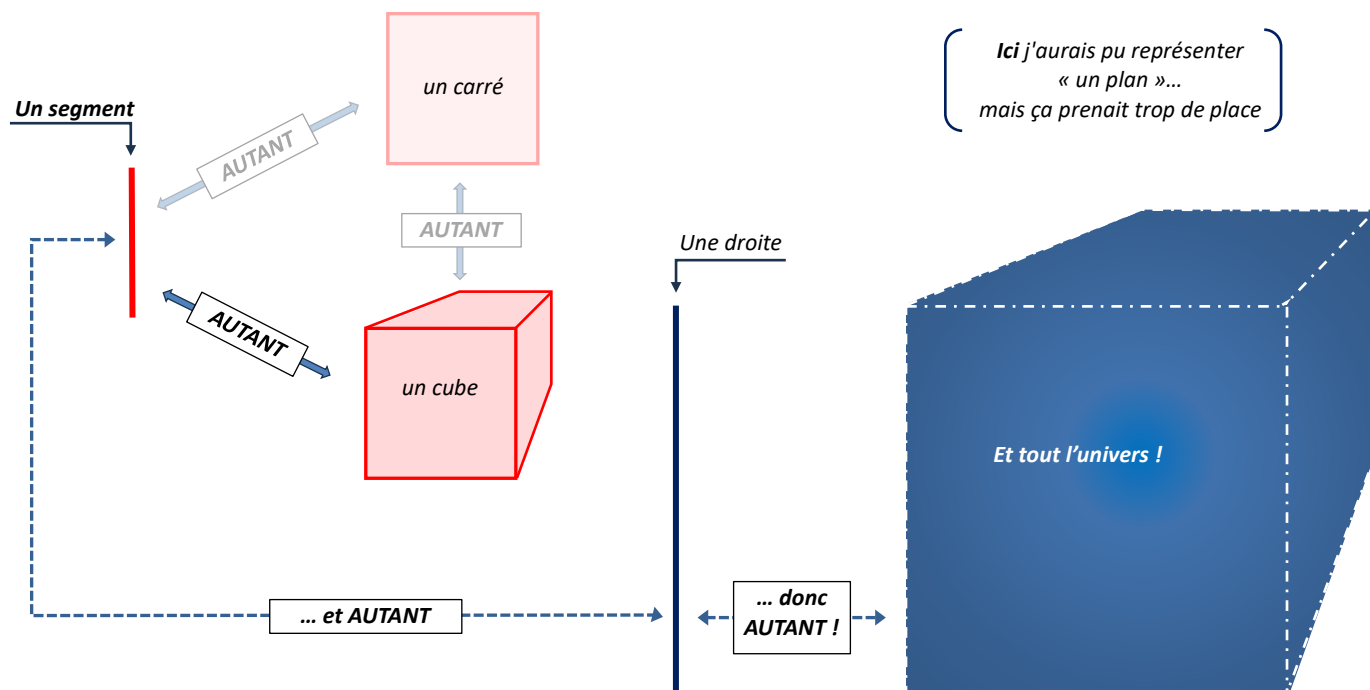 Un segment
AUTANT
un carré
AUTANT
AUTANT
un cube
Ici j'aurais pu représenter
« un plan »...
mais ça prenait trop de place
Une droite
Et tout l’univers !
... et AUTANT
... donc
AUTANT !